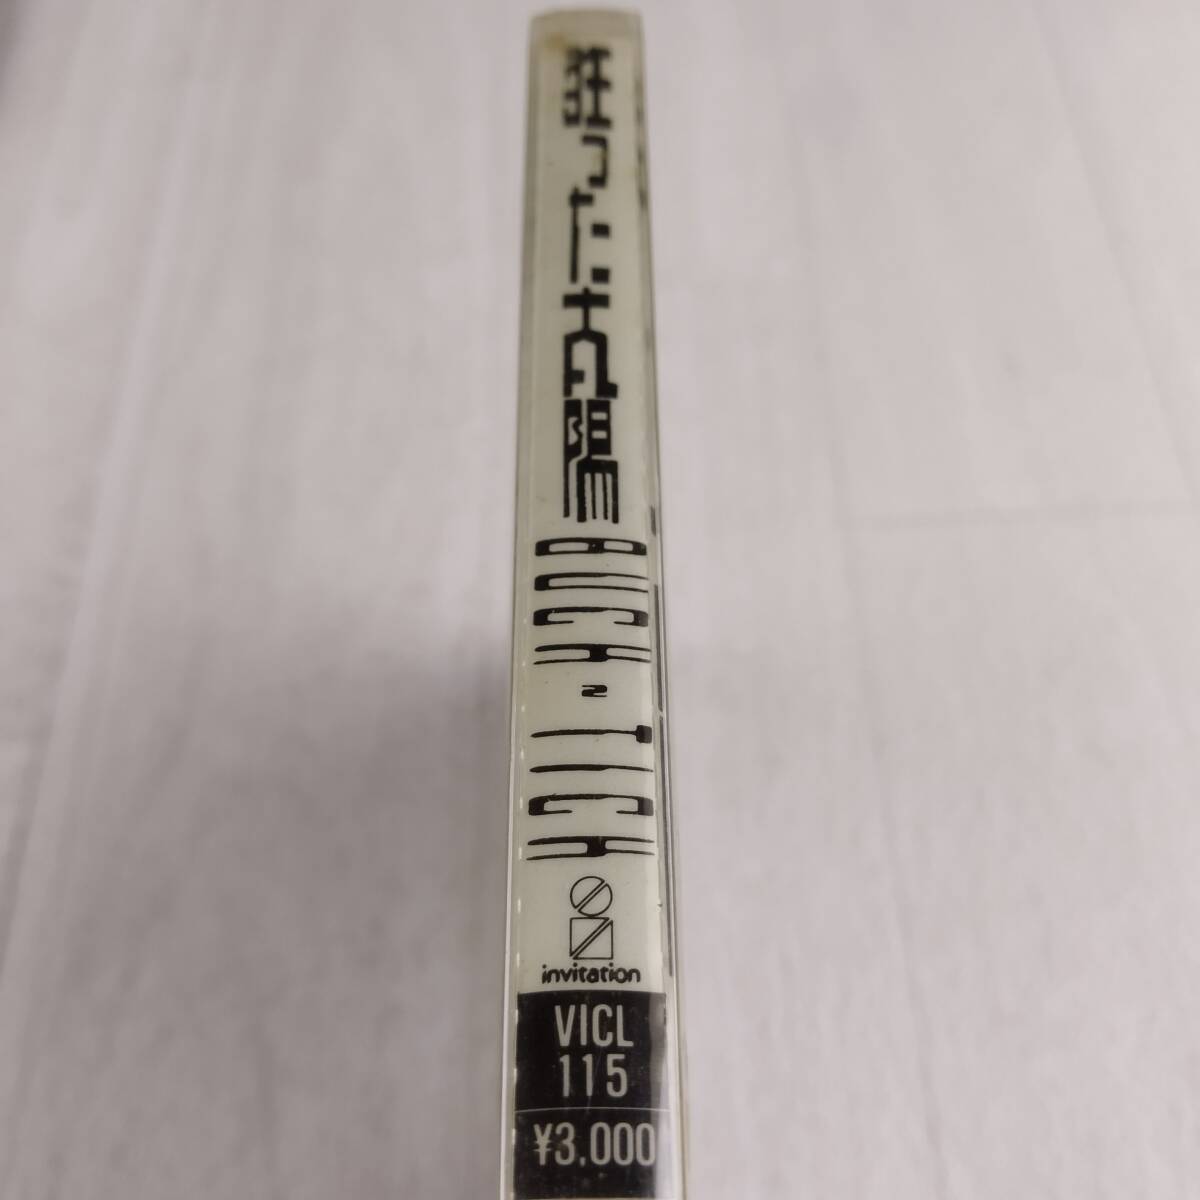 狂った太陽
BUCK-TICK
invitation
VICL
115
¥3,000